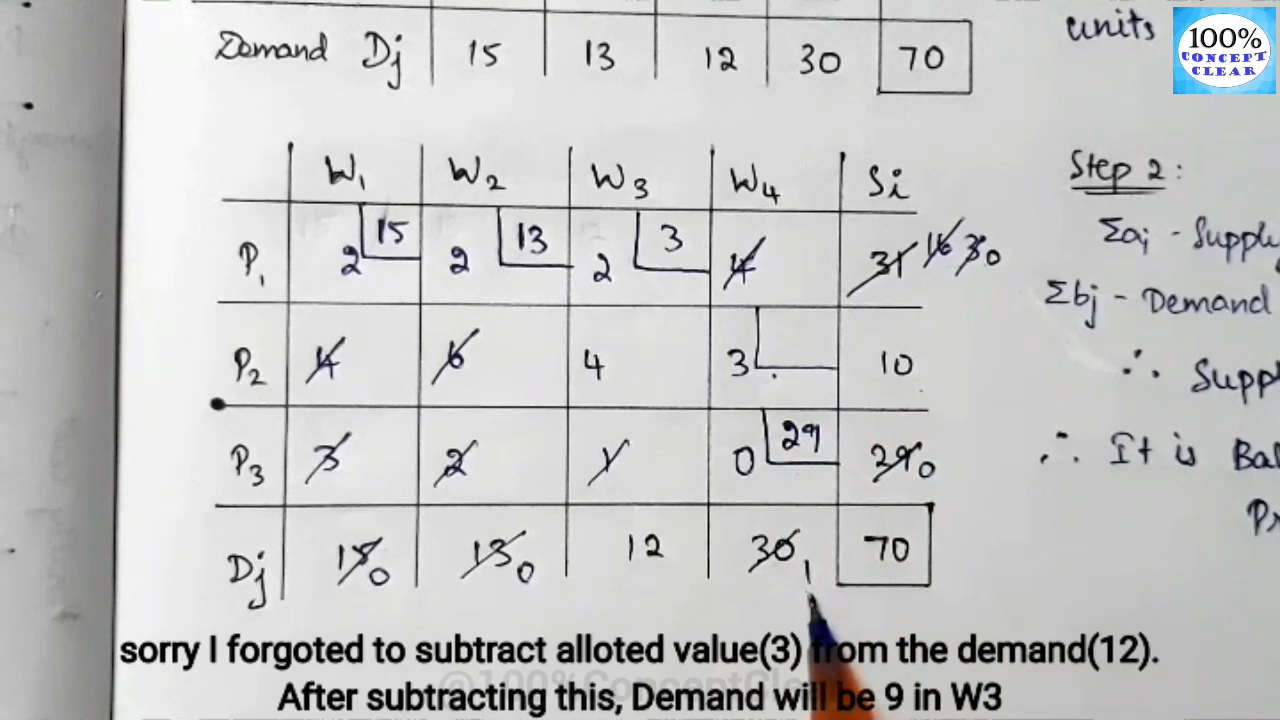 Demand Dj 15 13 12 30 70
units
100%
CONCEPT
CLEAR
W1 W2 W3 W4 Si
P1 2 15 2 13 2 3 4 31 16 3 0
P2 4 6 4 3 10
P3 3 2 1 0 29 29 0
Dj 15 0 13 0 12 30 1 70
Step 2:
Σai - Supply
Σbj - Demand
∴ Supp
∴ It is Bal
Pr
sorry I forgoted to subtract alloted value(3) from the demand(12).
After subtracting this, Demand will be 9 in W3